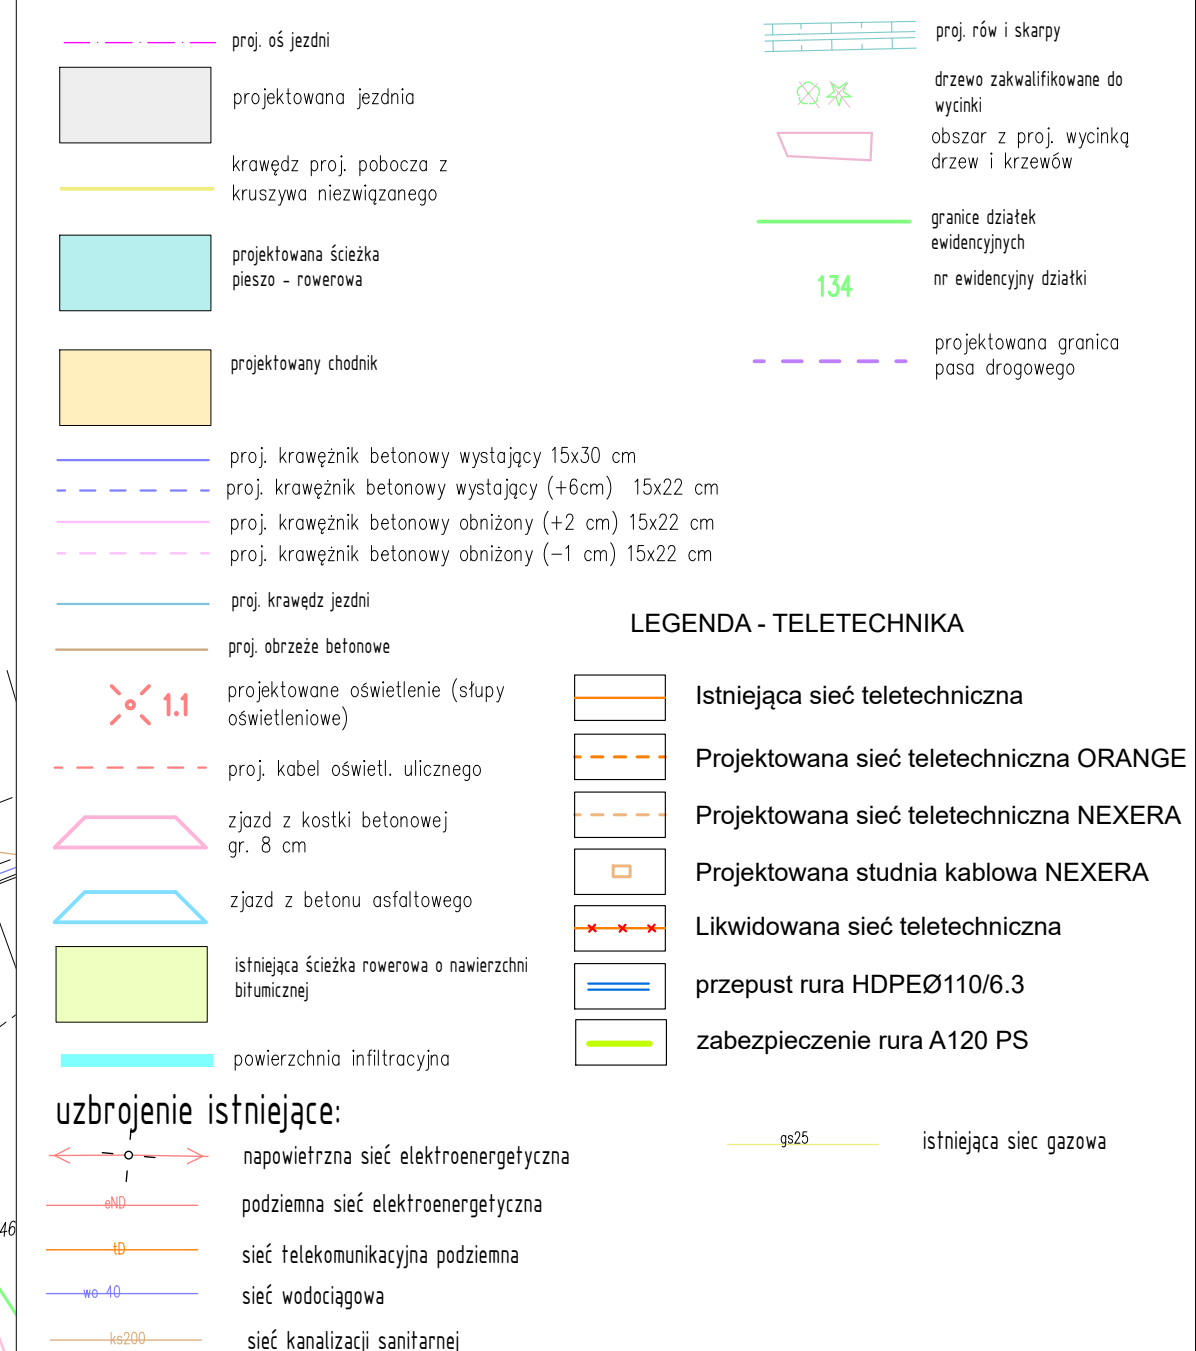 proj. oś jezdni
projektowana jezdnia
krawędz proj. pobocza z
kruszywa niezwiązanego
projektowana ścieżka
pieszo - rowerowa
projektowany chodnik
proj. krawężnik betonowy wystający 15x30 cm
proj. krawężnik betonowy wystający (+6cm) 15x22 cm
proj. krawężnik betonowy obniżony (+2 cm) 15x22 cm
proj. krawężnik betonowy obniżony (-1 cm) 15x22 cm
proj. krawędz jezdni
proj. obrzeże betonowe
1.1
projektowane oświetlenie (słupy
oświetleniowe)
proj. kabel oświetl. ulicznego
zjazd z kostki betonowej
gr. 8 cm
zjazd z betonu asfaltowego
istniejąca ścieżka rowerowa o nawierzchni
bitumicznej
powierzchnia infiltracyjna
proj. rów i skarpy
drzewo zakwalifikowane do
wycinki
obszar z proj. wycinką
drzew i krzewów
granice działek
ewidencyjnych
134
nr ewidencyjny działki
projektowana granica
pasa drogowego
LEGENDA - TELETECHNIKA
Istniejąca sieć teletechniczna
Projektowana sieć teletechniczna ORANGE
Projektowana sieć teletechniczna NEXERA
Projektowana studnia kablowa NEXERA
Likwidowana sieć teletechniczna
przepust rura HDPEØ110/6.3
zabezpieczenie rura A120 PS
uzbrojenie istniejące:
napowietrzna sieć elektroenergetyczna
eND
podziemna sieć elektroenergetyczna
tD
sieć telekomunikacyjna podziemna
wo 40
sieć wodociągowa
ks200
sieć kanalizacji sanitarnej
gs25
istniejąca siec gazowa
46